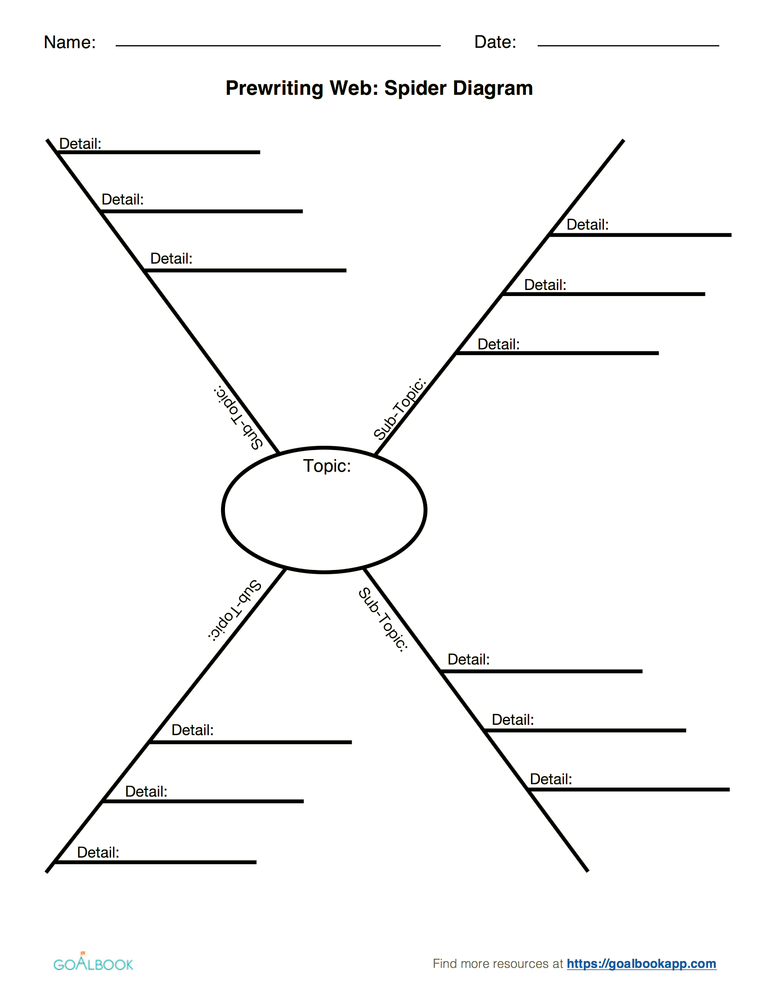 Name: Date:
Prewriting Web: Spider Diagram
Detail:
Detail:
Detail:
Sub-Topic:
Detail:
Detail:
Detail:
Sub-Topic:
Topic:
Sub-Topic:
Detail:
Detail:
Detail:
Sub-Topic:
Detail:
Detail:
Detail:
GOALBOOK
Find more resources at https://goalbookapp.com